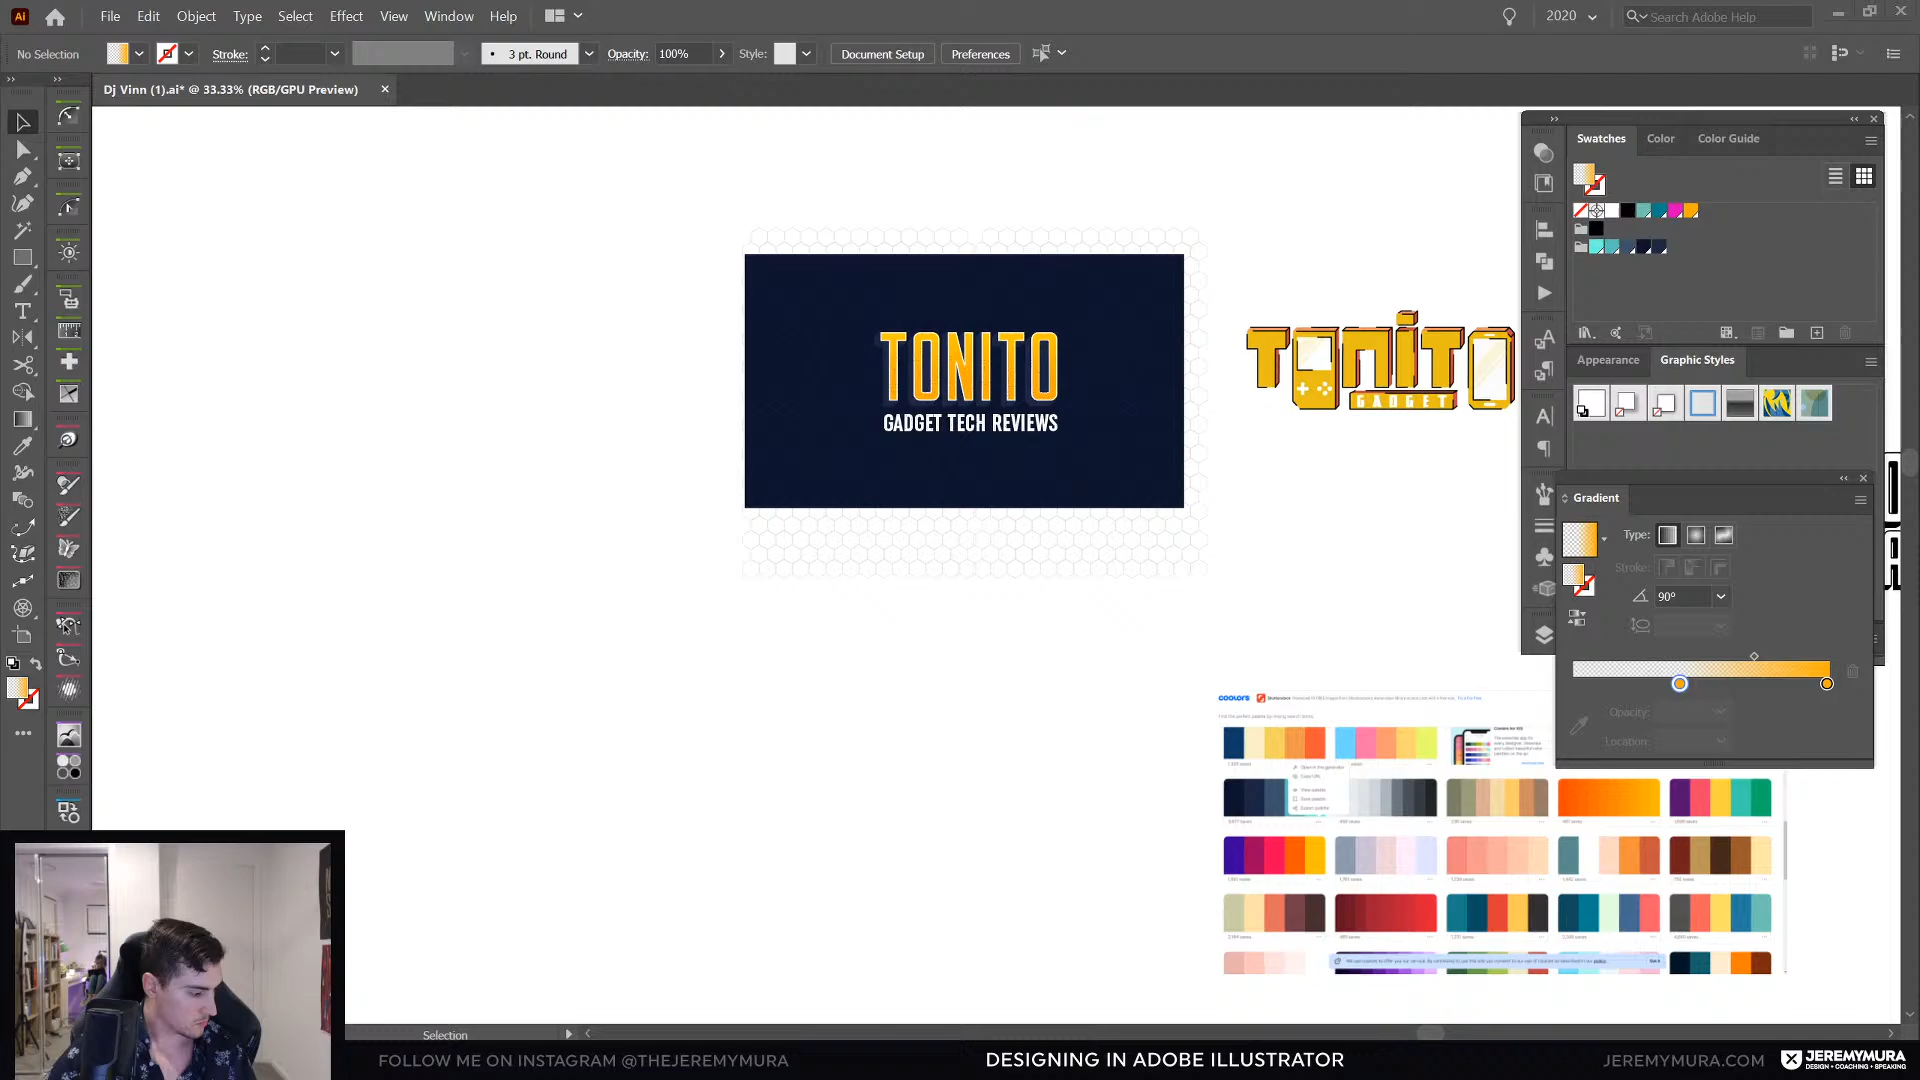 Ai
File Edit Object Type Select Effect View Window Help
2020
Search Adobe Help
No Selection
Stroke:
3 pt. Round
Opacity: 100%
Style:
Document Setup
Preferences
Dj Vinn (1).ai* @ 33.33% (RGB/GPU Preview)
Swatches Color Color Guide
TONITO
GADGET TECH REVIEWS
TONITO
GADGET
Appearance Graphic Styles
Gradient
Type:
Stroke:
90°
Opacity:
Location:
coolors
Selection
FOLLOW ME ON INSTAGRAM @THEJEREMYMURA
DESIGNING IN ADOBE ILLUSTRATOR
JEREMYMURA.COM
JEREMYMURA
DESIGN • COACHING • SPEAKING